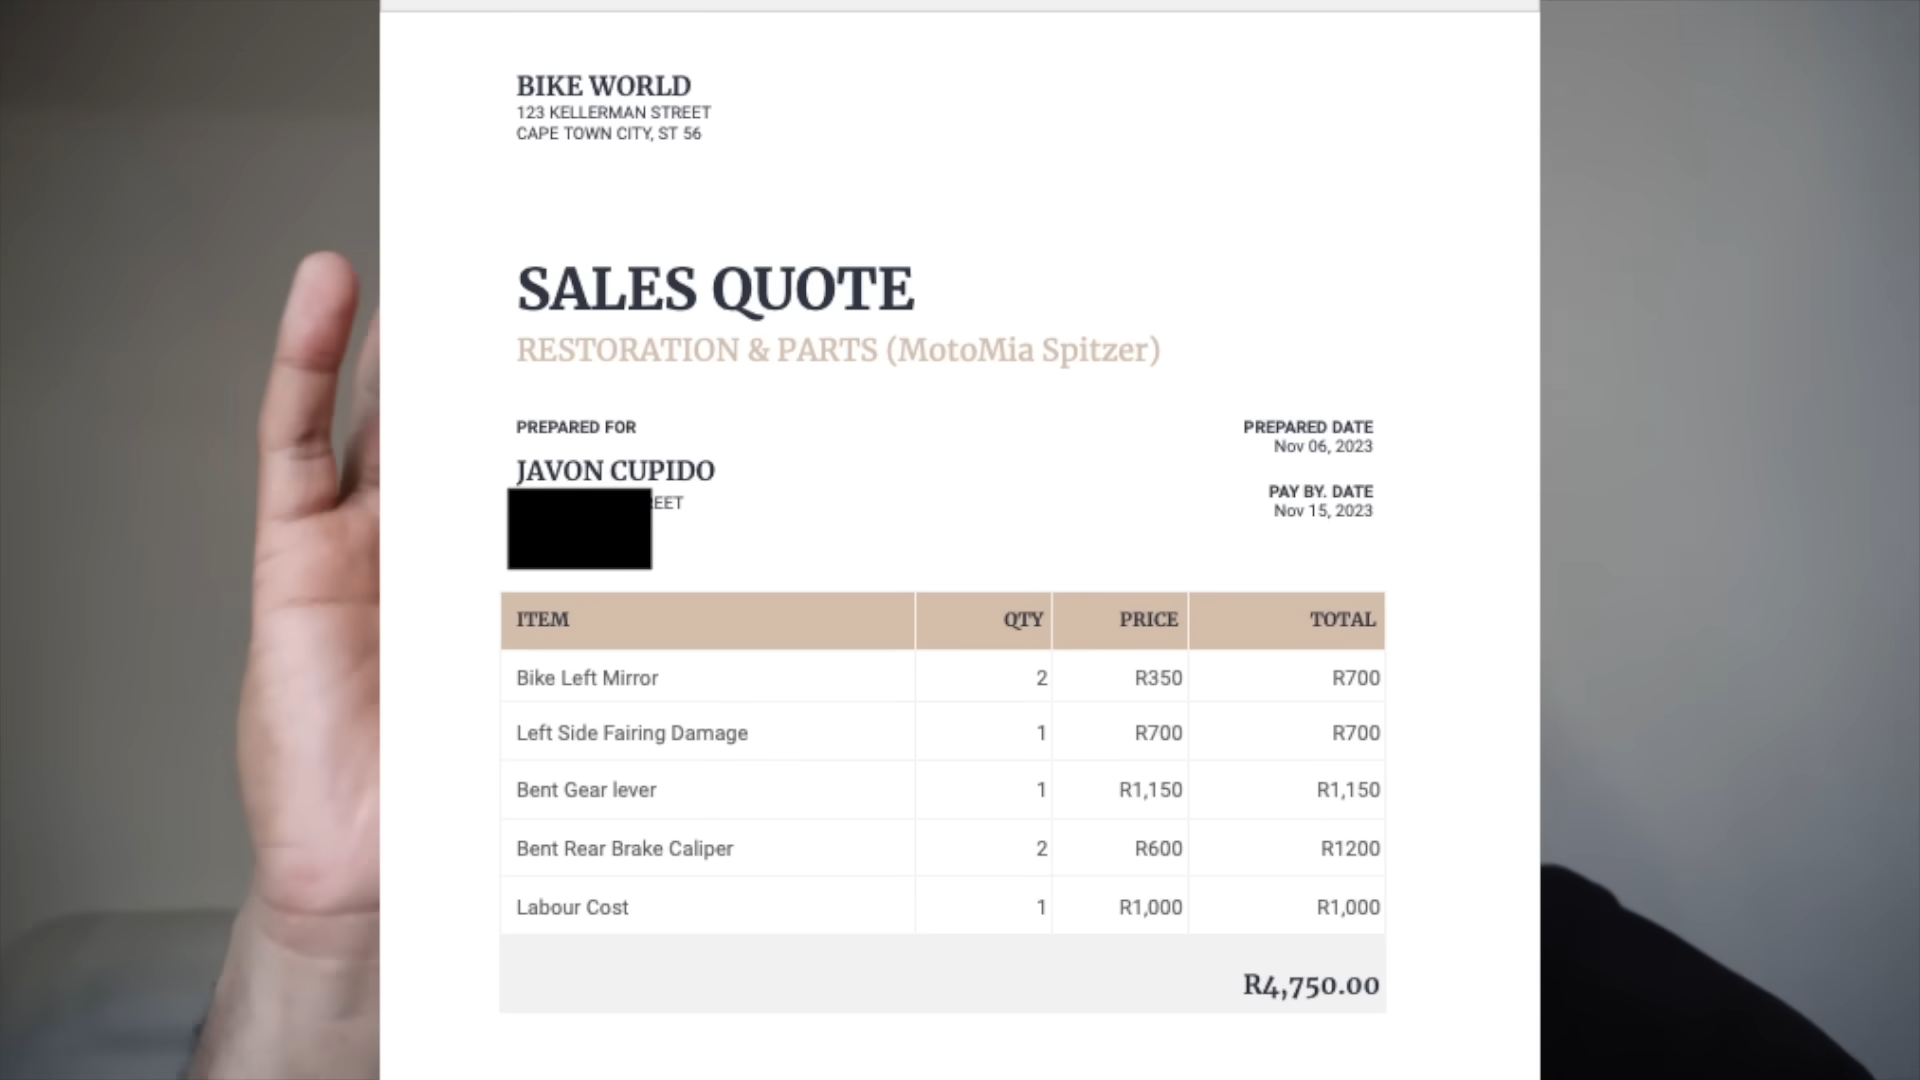 BIKE WORLD
123 KELLERMAN STREET
CAPE TOWN CITY, ST 56
SALES QUOTE
RESTORATION & PARTS (MotoMia Spitzer)
PREPARED FOR
PREPARED DATE
Nov 06, 2023
JAVON CUPIDO
PAY BY. DATE
Nov 15, 2023
ITEM QTY PRICE TOTAL
Bike Left Mirror 2 R350 R700
Left Side Fairing Damage 1 R700 R700
Bent Gear lever 1 R1,150 R1,150
Bent Rear Brake Caliper 2 R600 R1200
Labour Cost 1 R1,000 R1,000
R4,750.00